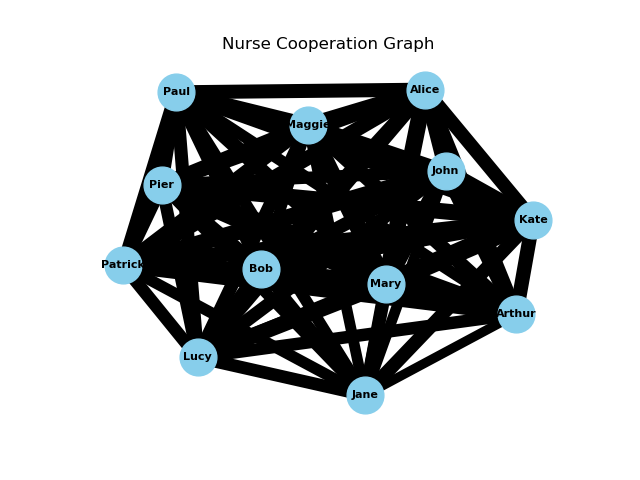 Nurse Cooperation Graph
Paul
Alice
Maggie
John
Pier
Kate
Patrick
Bob
Mary
Arthur
Lucy
Jane